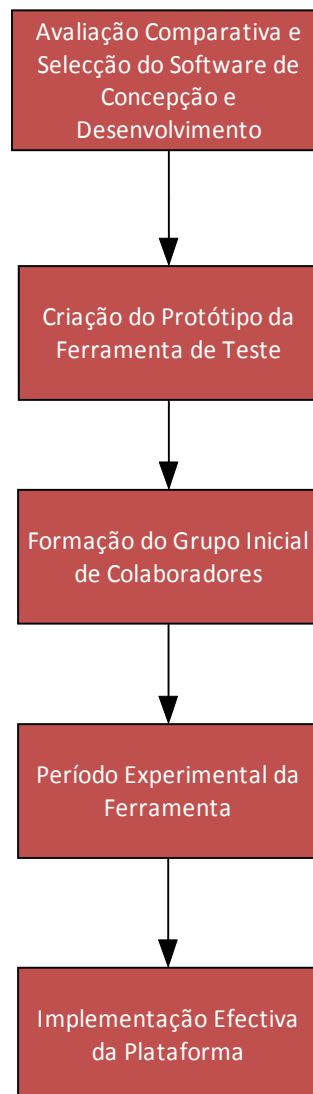 Avaliação Comparativa e
Selecção do Software de
Concepção e
Desenvolvimento
Criação do Protótipo da
Ferramenta de Teste
Formação do Grupo Inicial
de Colaboradores
Período Experimental da
Ferramenta
Implementação Efectiva
da Plataforma